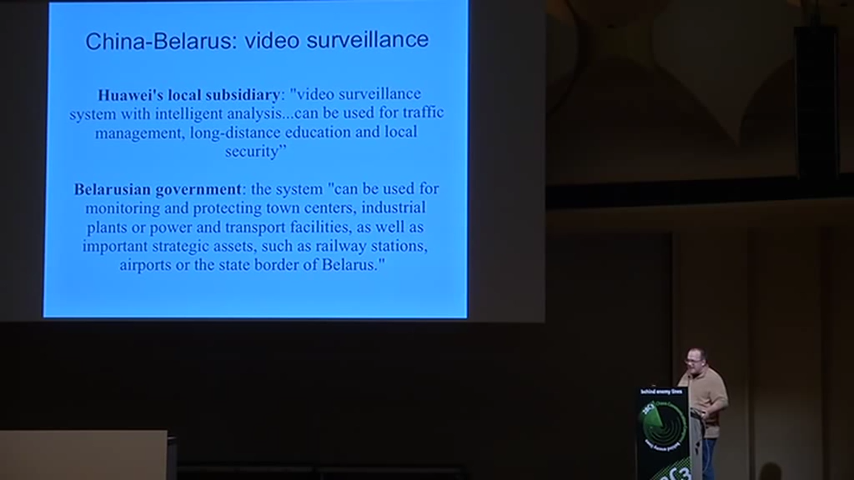 China-Belarus: video surveillance
Huawei's local subsidiary: "video surveillance
system with intelligent analysis...can be used for traffic
management, long-distance education and local
security”
Belarusian government: the system "can be used for
monitoring and protecting town centers, industrial
plants or power and transport facilities, as well as
important strategic assets, such as railway stations,
airports or the state border of Belarus."
behind enemy lines